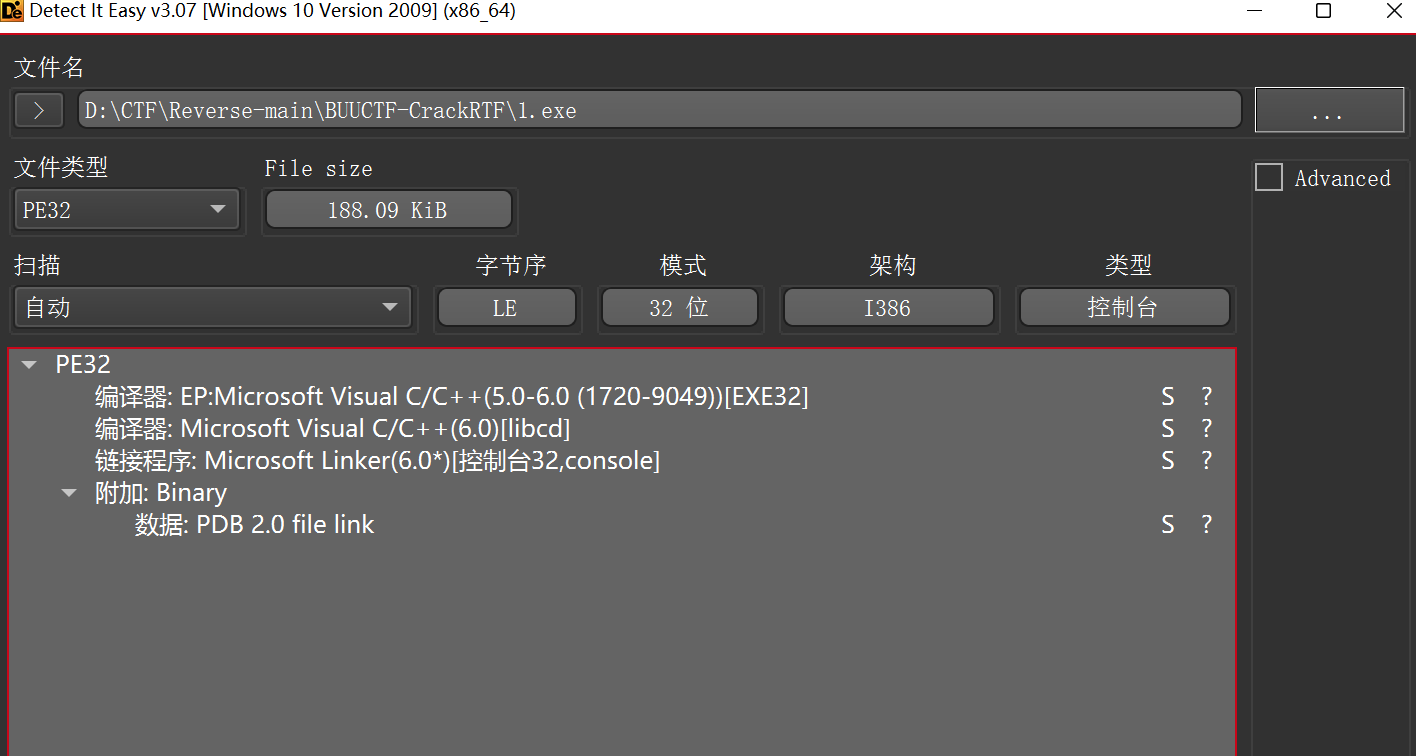 Detect It Easy v3.07 [Windows 10 Version 2009] (x86_64)
文件名
> D:\CTF\Reverse-main\BUUCTF-CrackRTF\1.exe ...
文件类型 File size Advanced
PE32 188.09 KiB
扫描 字节序 模式 架构 类型
自动 LE 32 位 I386 控制台
PE32
编译器: EP:Microsoft Visual C/C++(5.0-6.0 (1720-9049))[EXE32] S ?
编译器: Microsoft Visual C/C++(6.0)[libcd] S ?
链接程序: Microsoft Linker(6.0*)[控制台32,console] S ?
附加: Binary
数据: PDB 2.0 file link S ?